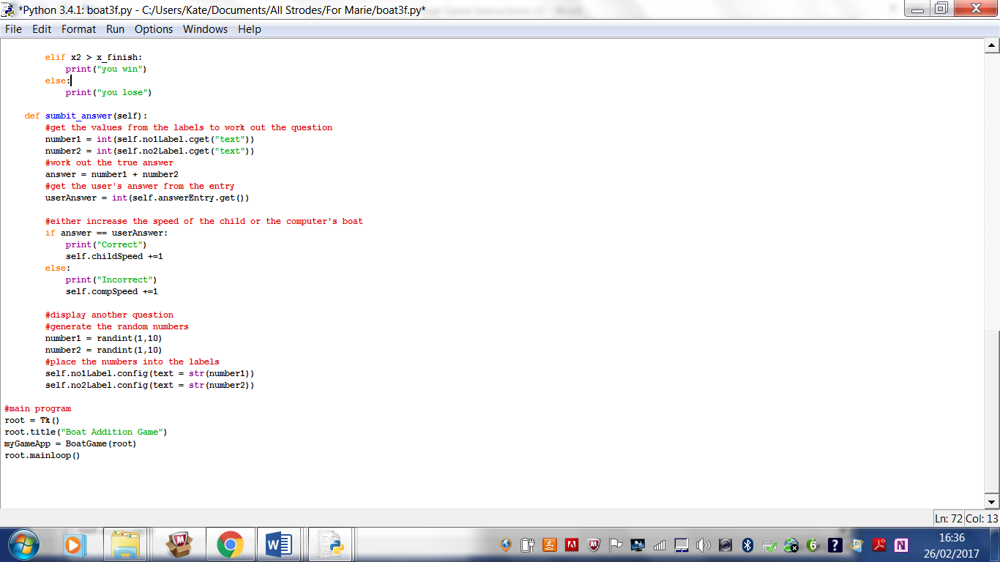 *Python 3.4.1: boat3f.py - C:/Users/Kate/Documents/All Strodes/For Marie/boat3f.py*
File Edit Format Run Options Windows Help
elif x2 > x_finish:
print("you win")
else:
print("you lose")
def sumbit_answer(self):
#get the values from the labels to work out the question
number1 = int(self.no1Label.cget("text"))
number2 = int(self.no2Label.cget("text"))
#work out the true answer
answer = number1 + number2
#get the user's answer from the entry
userAnswer = int(self.answerEntry.get())
#either increase the speed of the child or the computer's boat
if answer == userAnswer:
print("Correct")
self.childSpeed +=1
else:
print("Incorrect")
self.compSpeed +=1
#display another question
#generate the random numbers
number1 = randint(1,10)
number2 = randint(1,10)
#place the numbers into the labels
self.no1Label.config(text = str(number1))
self.no2Label.config(text = str(number2))
#main program
root = Tk()
root.title("Boat Addition Game")
myGameApp = BoatGame(root)
root.mainloop()
Ln: 72 Col: 13
16:36
26/02/2017